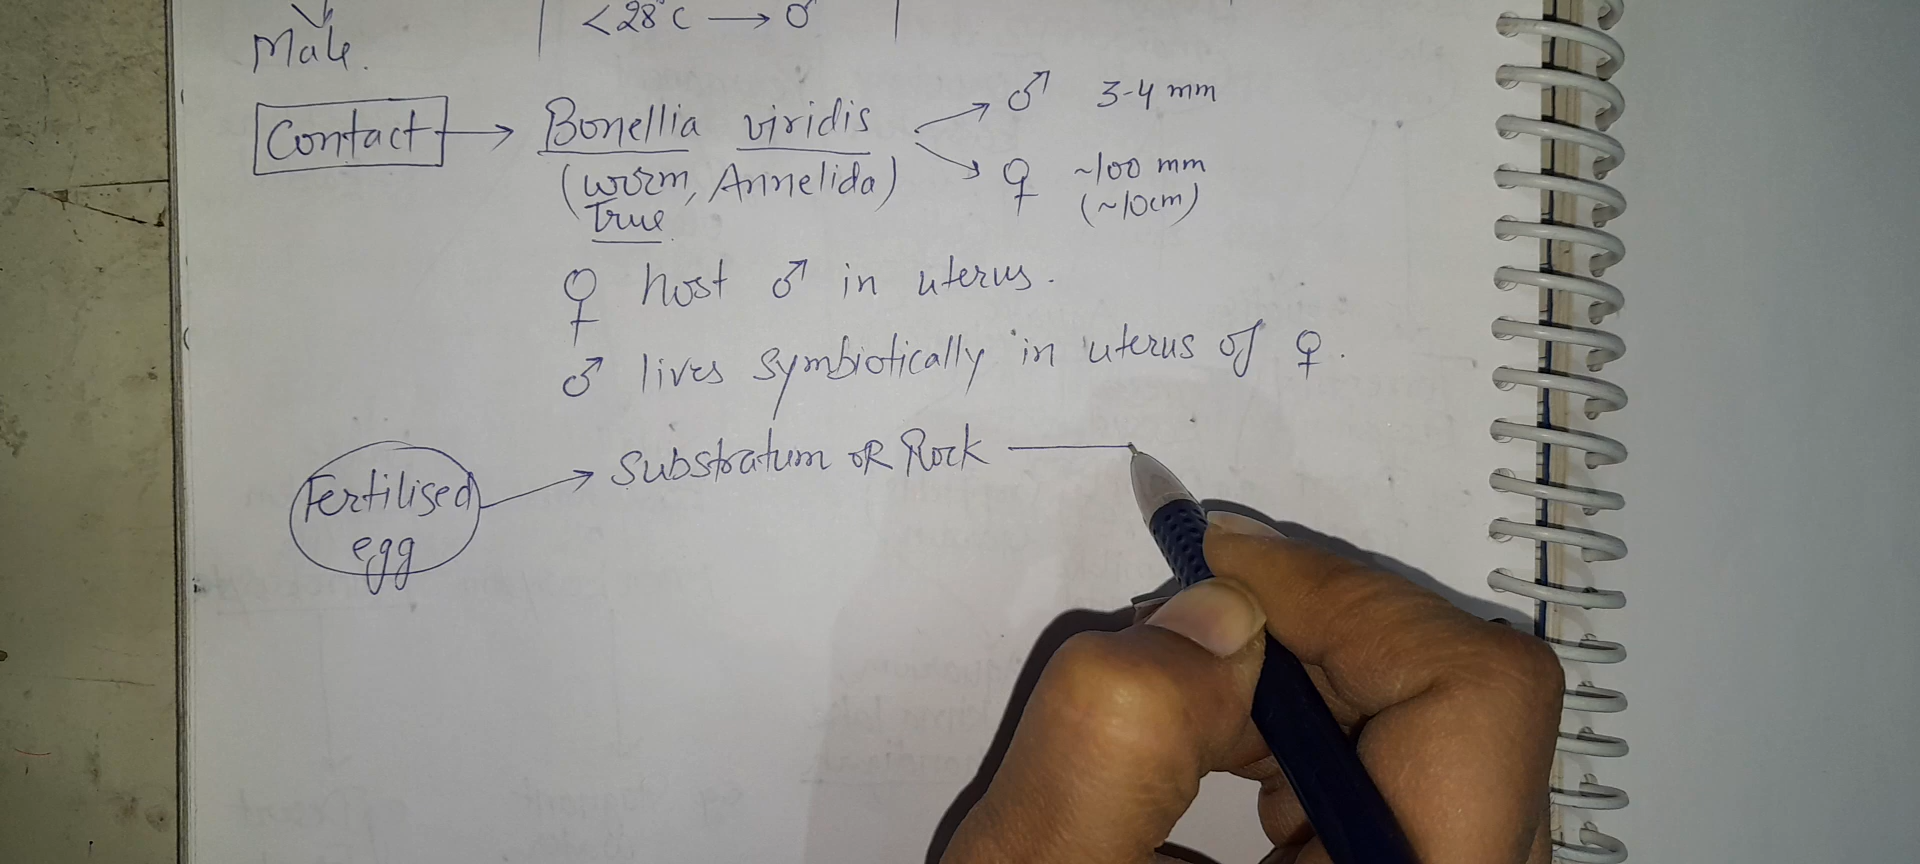 <28°C → ♂
Male.
Contact → Bonellia viridis → ♂ 3-4 mm
(worm, Annelida) → ♀ ~100 mm
True (~10cm)
♀ host ♂ in uterus.
♂ lives symbiotically in uterus of ♀.
Fertilised → Substratum OR Rock
egg